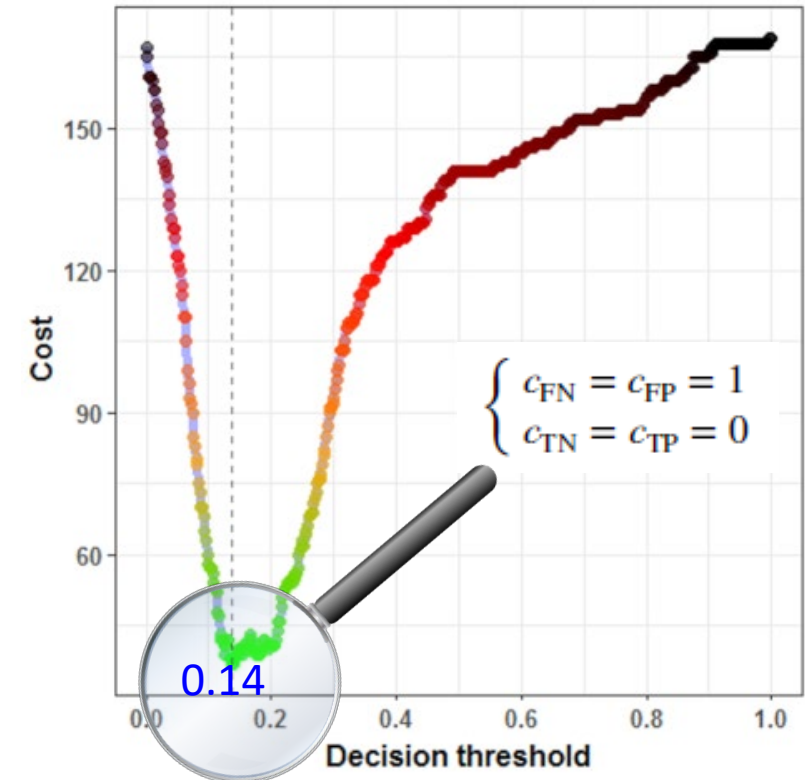 150
120
90
60
Cost
c_FN = c_FP = 1
c_TN = c_TP = 0
0.14
0.0 0.2 0.4 0.6 0.8 1.0
Decision threshold